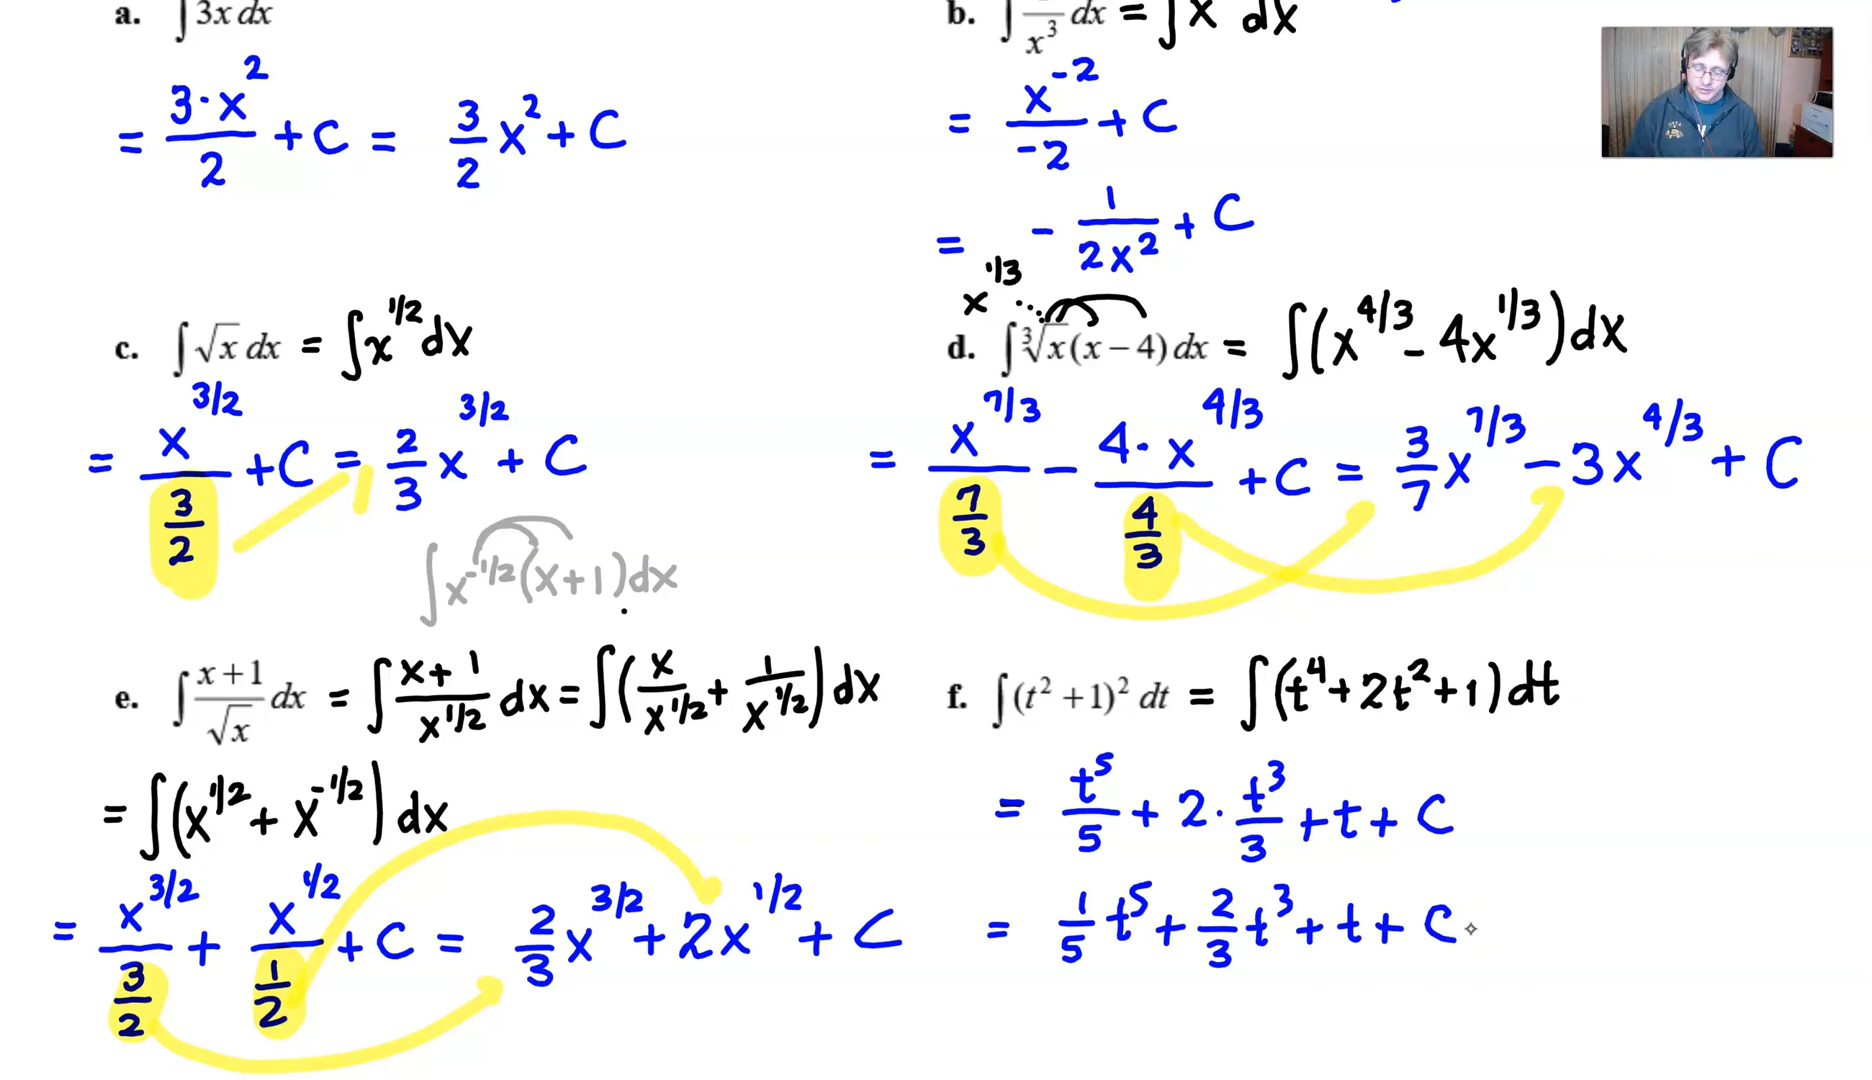 a. ∫ 3x dx
= 3·x²/2 + C = 3/2 x² + C
b. ∫ /x³ dx = ∫ x dx
= x⁻²/-2 + C
= - 1/2x² + C
c. ∫ √x dx = ∫ x^1/2 dx
= x^3/2 / 3/2 + C = 2/3 x^3/2 + C
x^1/3
d. ∫ ³√x(x − 4) dx = ∫(x^4/3 - 4x^1/3)dx
= x^7/3 / 7/3 - 4·x^4/3 / 4/3 + C = 3/7 x^7/3 - 3x^4/3 + C
∫x^-1/2(x+1)dx
e. ∫ x+1/√x dx = ∫ x+1/x^1/2 dx = ∫(x/x^1/2 + 1/x^1/2)dx
= ∫(x^1/2 + x^-1/2)dx
= x^3/2 / 3/2 + x^1/2 / 1/2 + C = 2/3 x^3/2 + 2x^1/2 + C
f. ∫(t² + 1)² dt = ∫(t⁴ + 2t² + 1)dt
= t⁵/5 + 2·t³/3 + t + C
= 1/5 t⁵ + 2/3 t³ + t + C